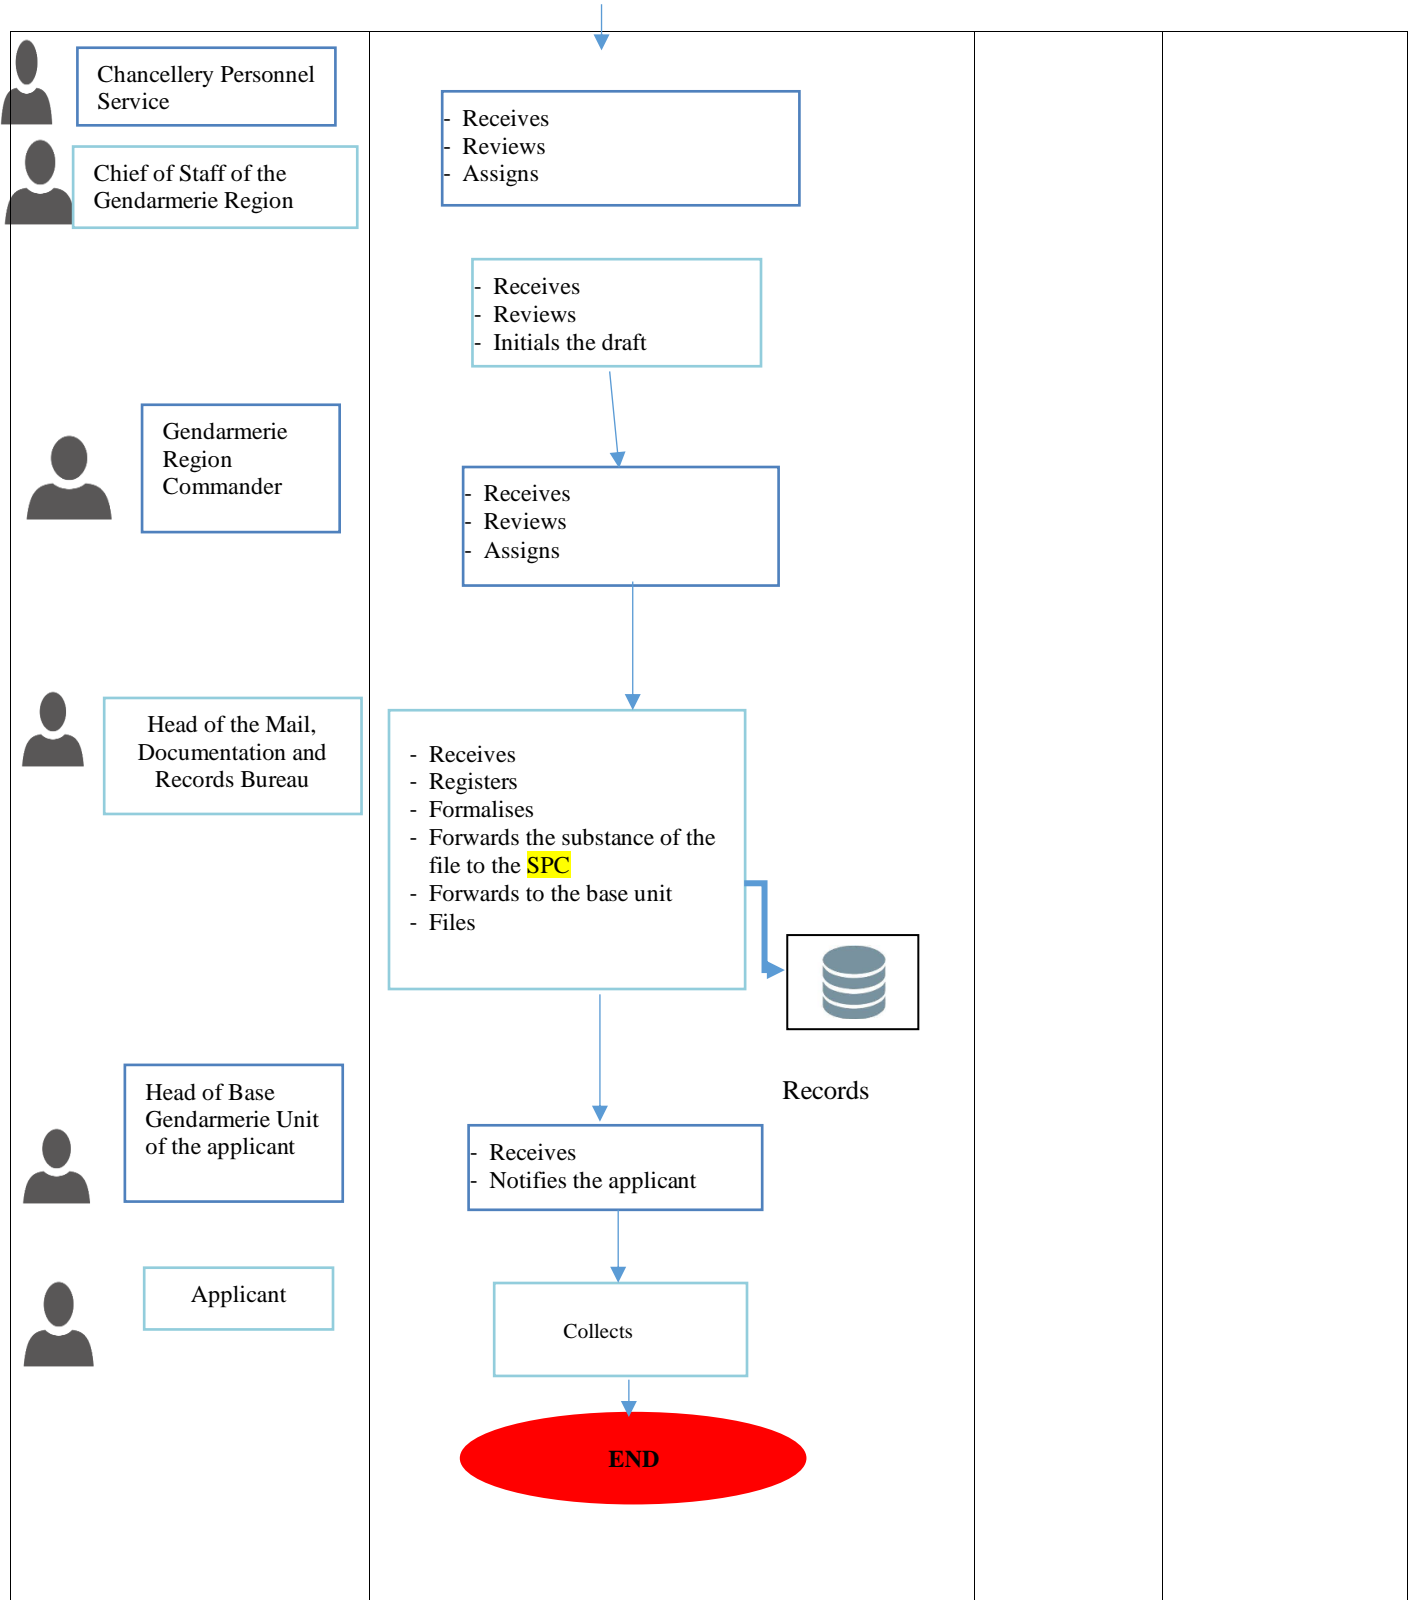 Chancellery Personnel
Service
- Receives
- Reviews
- Assigns
Chief of Staff of the
Gendarmerie Region
- Receives
- Reviews
- Initials the draft
Gendarmerie
Region
Commander
- Receives
- Reviews
- Assigns
Head of the Mail,
Documentation and
Records Bureau
- Receives
- Registers
- Formalises
- Forwards the substance of the
file to the SPC
- Forwards to the base unit
- Files
Records
Head of Base
Gendarmerie Unit
of the applicant
- Receives
- Notifies the applicant
Applicant
Collects
END